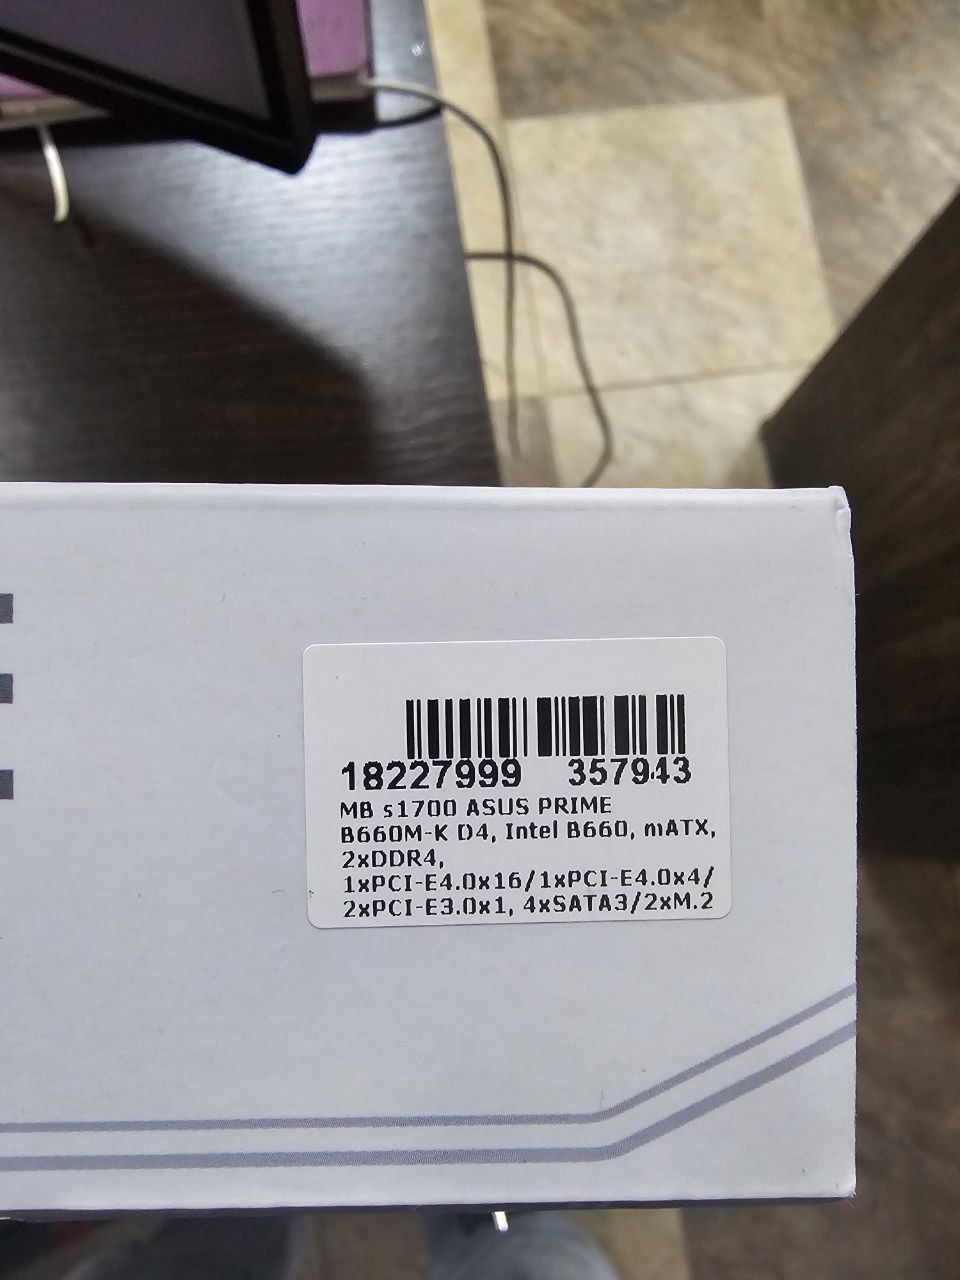 18227999 357943
MB s1700 ASUS PRIME
B660M-K D4, Intel B660, mATX,
2xDDR4,
1xPCI-E4.0x16/1xPCI-E4.0x4/
2xPCI-E3.0x1, 4xSATA3/2xM.2